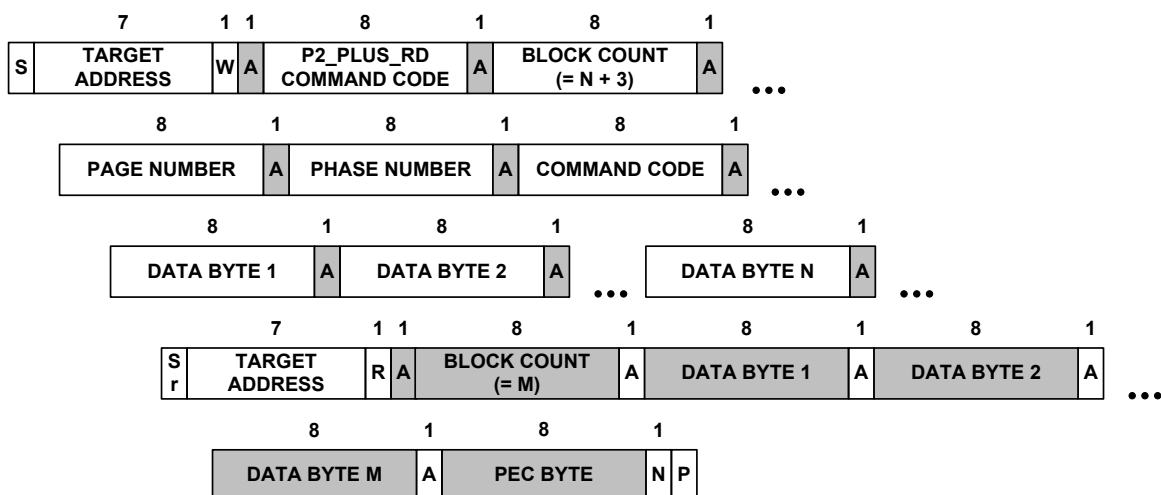 7 1 1 8 1 8 1
S TARGET ADDRESS W A P2_PLUS_RD COMMAND CODE A BLOCK COUNT (= N + 3) A ...
8 1 8 1 8 1
PAGE NUMBER A PHASE NUMBER A COMMAND CODE A ...
8 1 8 1 8 1
DATA BYTE 1 A DATA BYTE 2 A ... DATA BYTE N A ...
7 1 1 8 1 8 1 8 1
Sr TARGET ADDRESS R A BLOCK COUNT (= M) A DATA BYTE 1 A DATA BYTE 2 A ...
8 1 8 1
DATA BYTE M A PEC BYTE N P